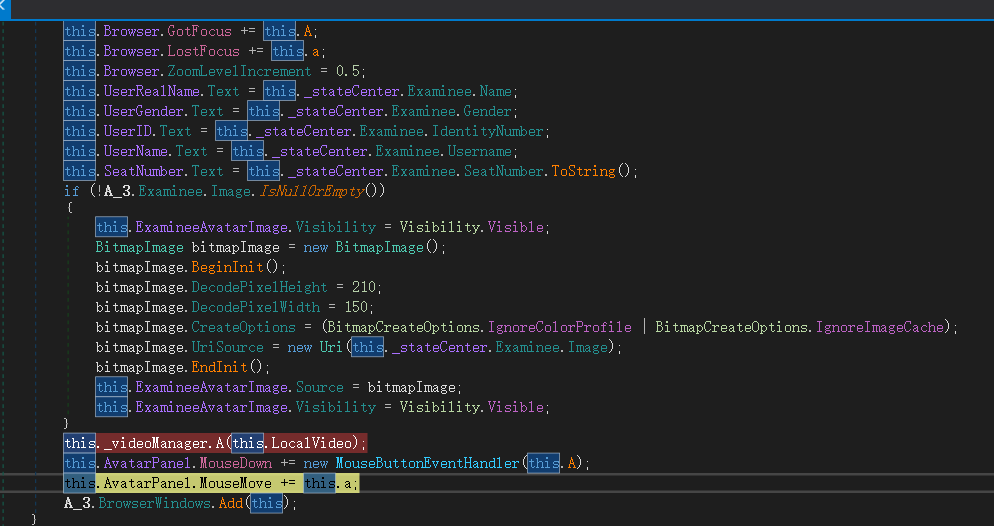 this.Browser.GotFocus += this.A;
this.Browser.LostFocus += this.a;
this.Browser.ZoomLevelIncrement = 0.5;
this.UserRealName.Text = this._stateCenter.Examinee.Name;
this.UserGender.Text = this._stateCenter.Examinee.Gender;
this.UserID.Text = this._stateCenter.Examinee.IdentityNumber;
this.UserName.Text = this._stateCenter.Examinee.Username;
this.SeatNumber.Text = this._stateCenter.Examinee.SeatNumber.ToString();
if (!A_3.Examinee.Image.IsNullOrEmpty())
{
this.ExamineeAvatarImage.Visibility = Visibility.Visible;
BitmapImage bitmapImage = new BitmapImage();
bitmapImage.BeginInit();
bitmapImage.DecodePixelHeight = 210;
bitmapImage.DecodePixelWidth = 150;
bitmapImage.CreateOptions = (BitmapCreateOptions.IgnoreColorProfile | BitmapCreateOptions.IgnoreImageCache);
bitmapImage.UriSource = new Uri(this._stateCenter.Examinee.Image);
bitmapImage.EndInit();
this.ExamineeAvatarImage.Source = bitmapImage;
this.ExamineeAvatarImage.Visibility = Visibility.Visible;
}
this._videoManager.A(this.LocalVideo);
this.AvatarPanel.MouseDown += new MouseButtonEventHandler(this.A);
this.AvatarPanel.MouseMove += this.a;
A_3.BrowserWindows.Add(this);
}